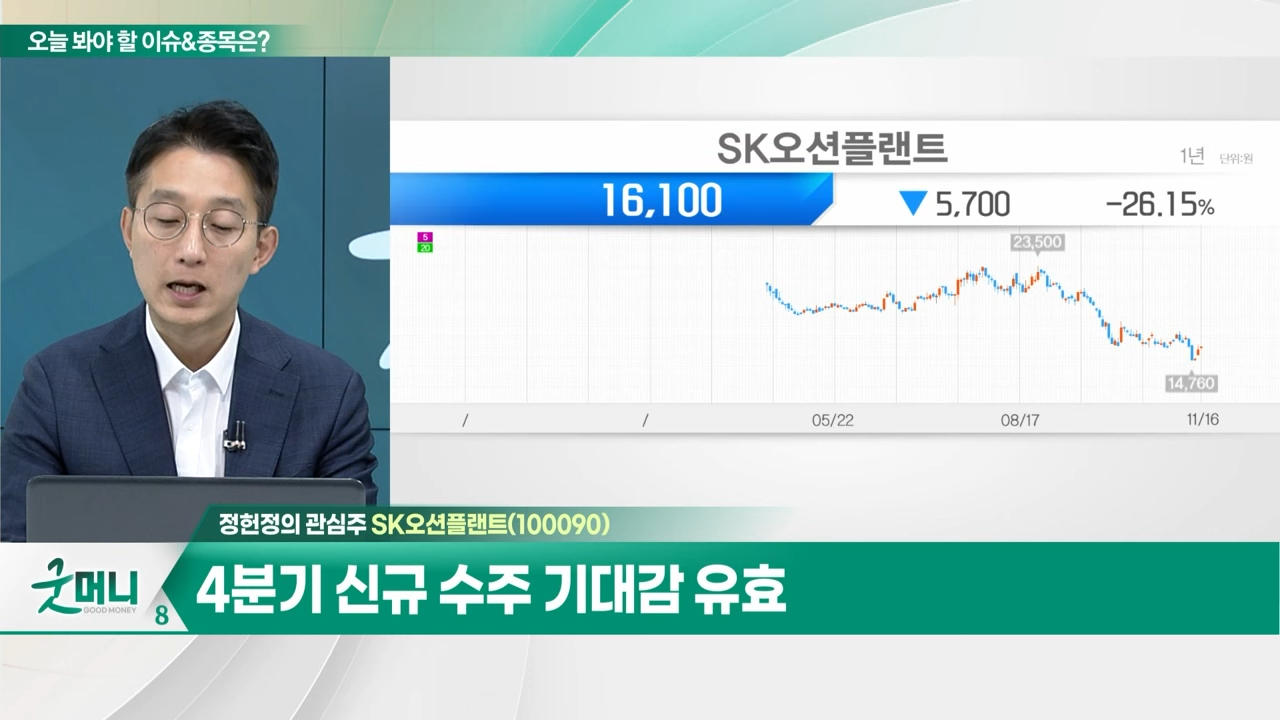 오늘 봐야 할 이슈&종목은?
SK오션플랜트
1년 단위:원
16,100 ▼ 5,700 -26.15%
5
20
23,500
14,760
/ / 05/22 08/17 11/16
정헌정의 관심주 SK오션플랜트(100090)
굿머니
GOOD MONEY
8
4분기 신규 수주 기대감 유효